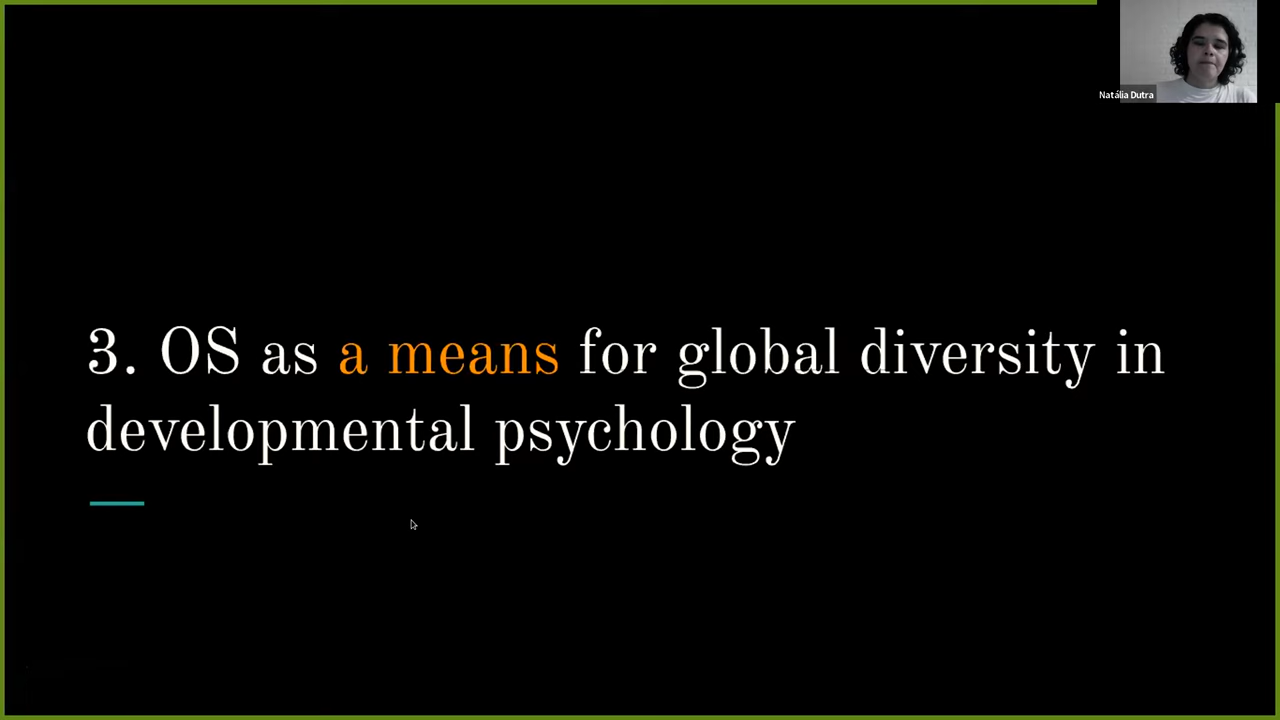 Natália Dutra
3. OS as a means for global diversity in
developmental psychology